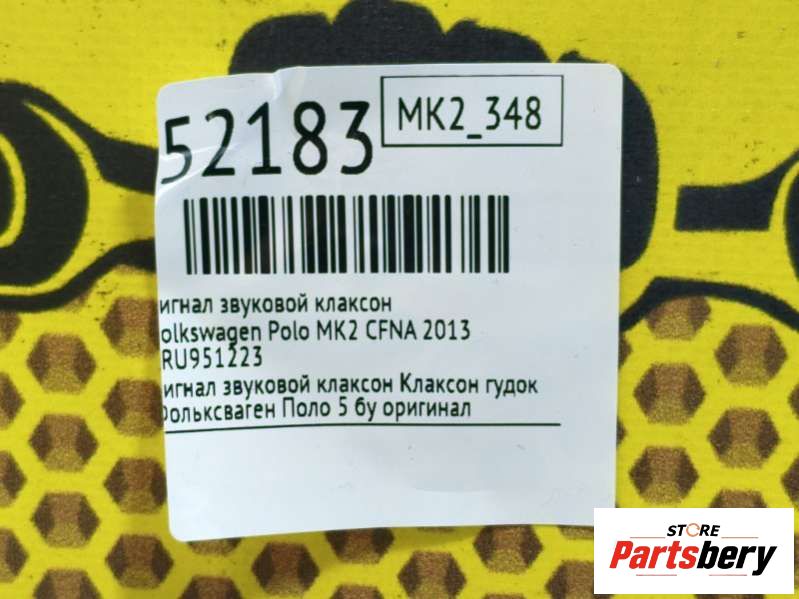 52183
MK2_348
игнал звуковой клаксон
olkswagen Polo MK2 CFNA 2013
RU951223
игнал звуковой клаксон Клаксон гудок
Фольксваген Поло 5 бу оригинал
STORE
Partsbery